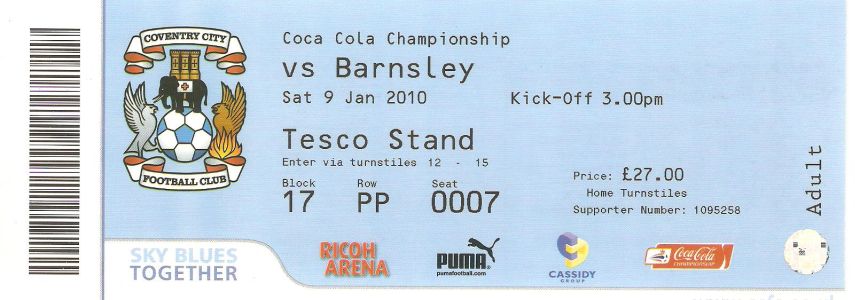 COVENTRY CITY
FOOTBALL CLUB
Coca Cola Championship
vs Barnsley
Sat 9 Jan 2010 Kick-Off 3.00pm
Tesco Stand
Enter via turnstiles 12 - 15
Block Row Seat
17 PP 0007
Price: £27.00
Home Turnstiles
Supporter Number: 1095258
Adult
SKY BLUES
TOGETHER
RICOH
ARENA
PUMA
pumafootball.com
CASSIDY
GROUP
Coca-Cola
CHAMPIONSHIP